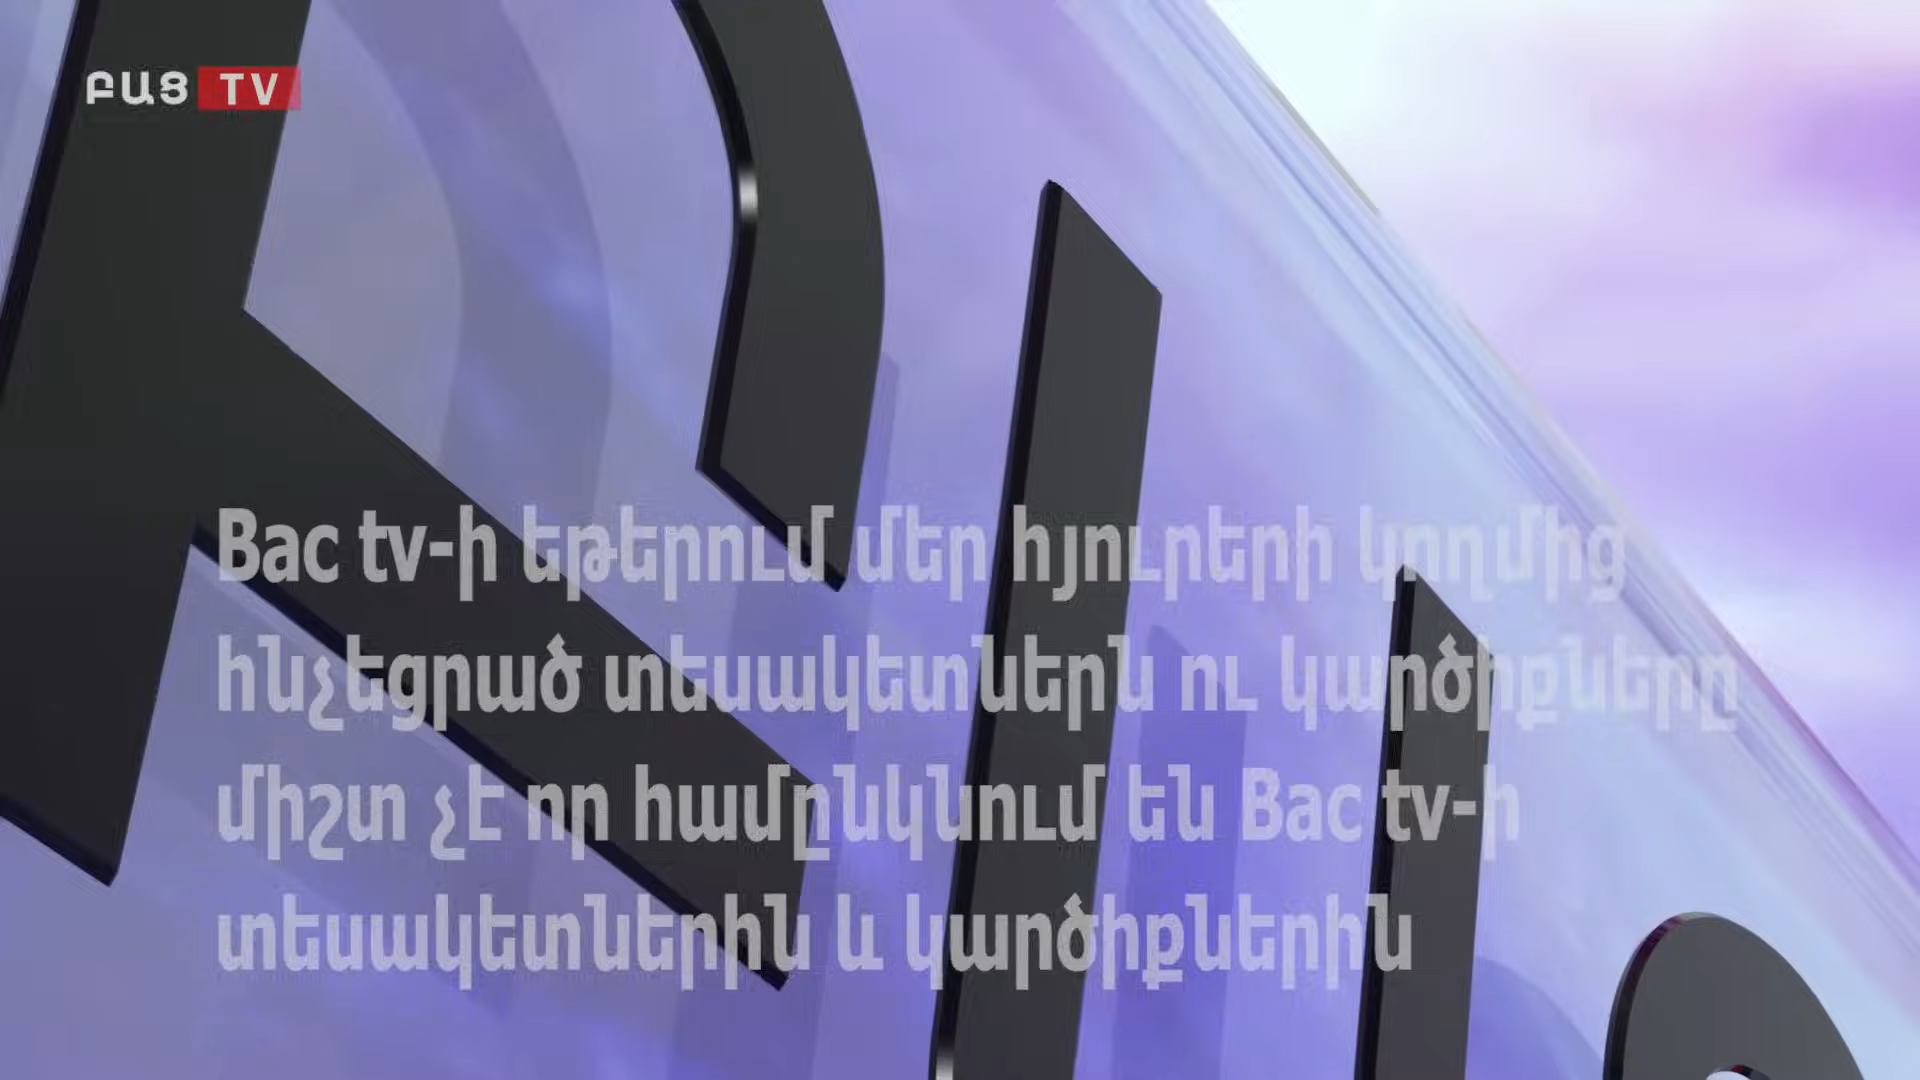 ԲԱՑ TV
Bac tv-ի եթերում մեր հյուրերի կողմից
հնչեցրած տեսակետներն ու կարծիքները
միշտ չէ որ համընկնում են Bac tv-ի
տեսակետներին և կարծիքներին